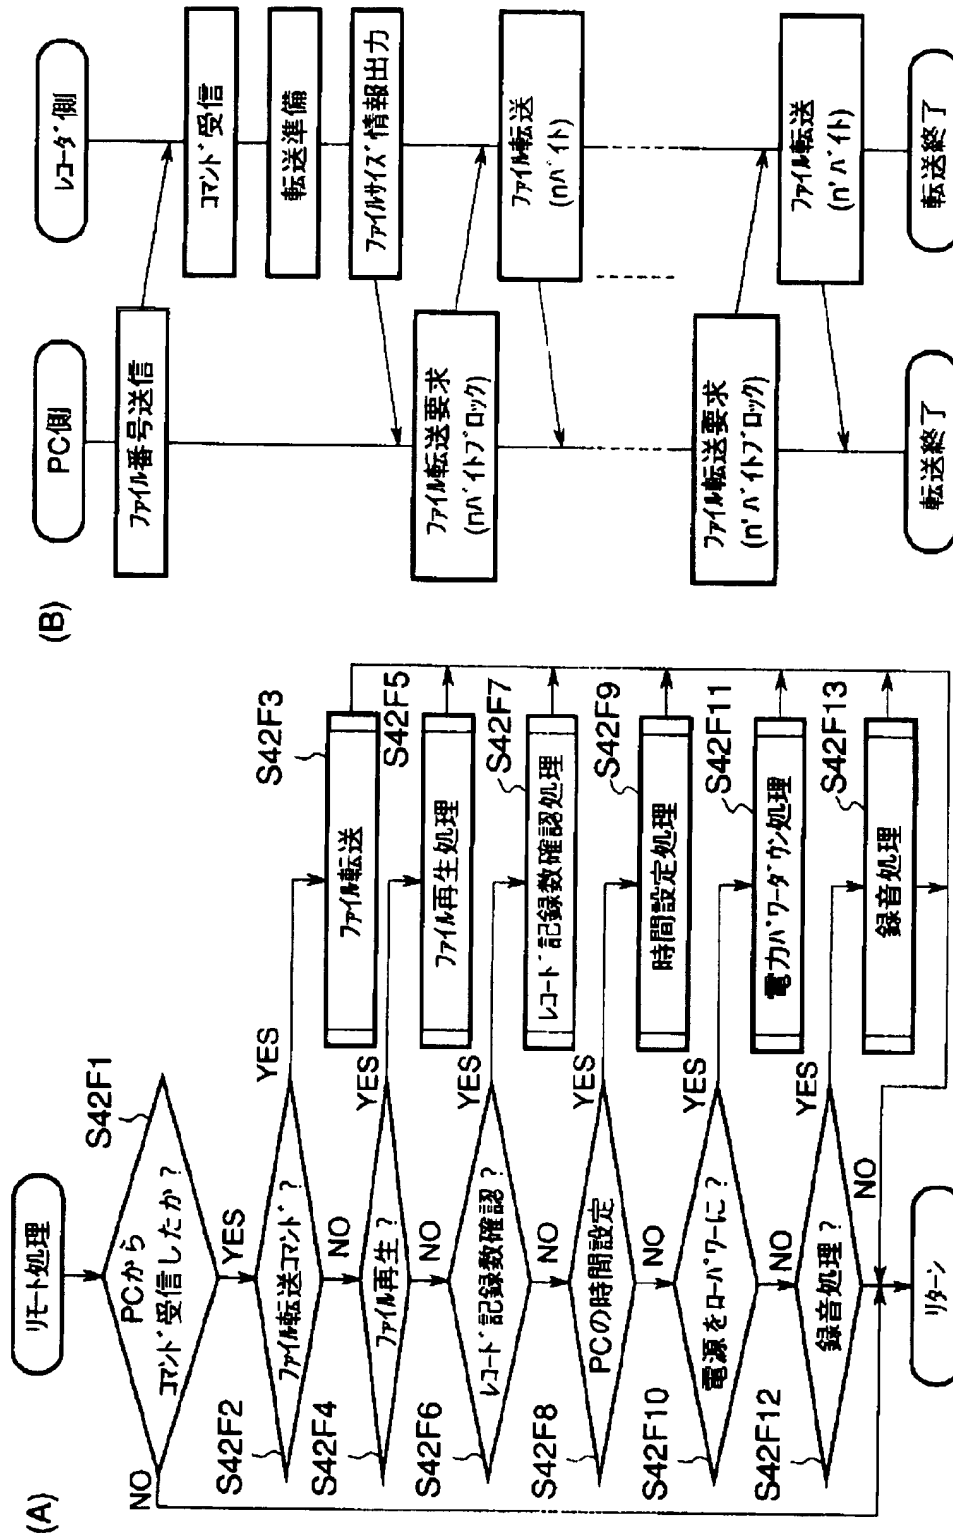 (A)
リモート処理
PCから
コマンド受信したか?
S42F1
NO
YES
ファイル転送コマンド?
S42F2
YES
NO
ファイル転送
S42F3
ファイル再生?
S42F4
YES
NO
ファイル再生処理
S42F5
レコード記録数確認?
S42F6
YES
NO
レコード記録数確認処理
S42F7
PCの時間設定
S42F8
YES
NO
時間設定処理
S42F9
電源をローパワーに?
S42F10
YES
NO
電力パワーダウン処理
S42F11
録音処理?
S42F12
YES
NO
録音処理
S42F13
リターン
(B)
PC側
レコーダ側
ファイル番号送信
コマンド受信
転送準備
ファイルサイズ情報出力
ファイル転送要求
(nバイトブロック)
ファイル転送
(nバイト)
ファイル転送要求
(n'バイトブロック)
ファイル転送
(n'バイト)
転送終了
転送終了